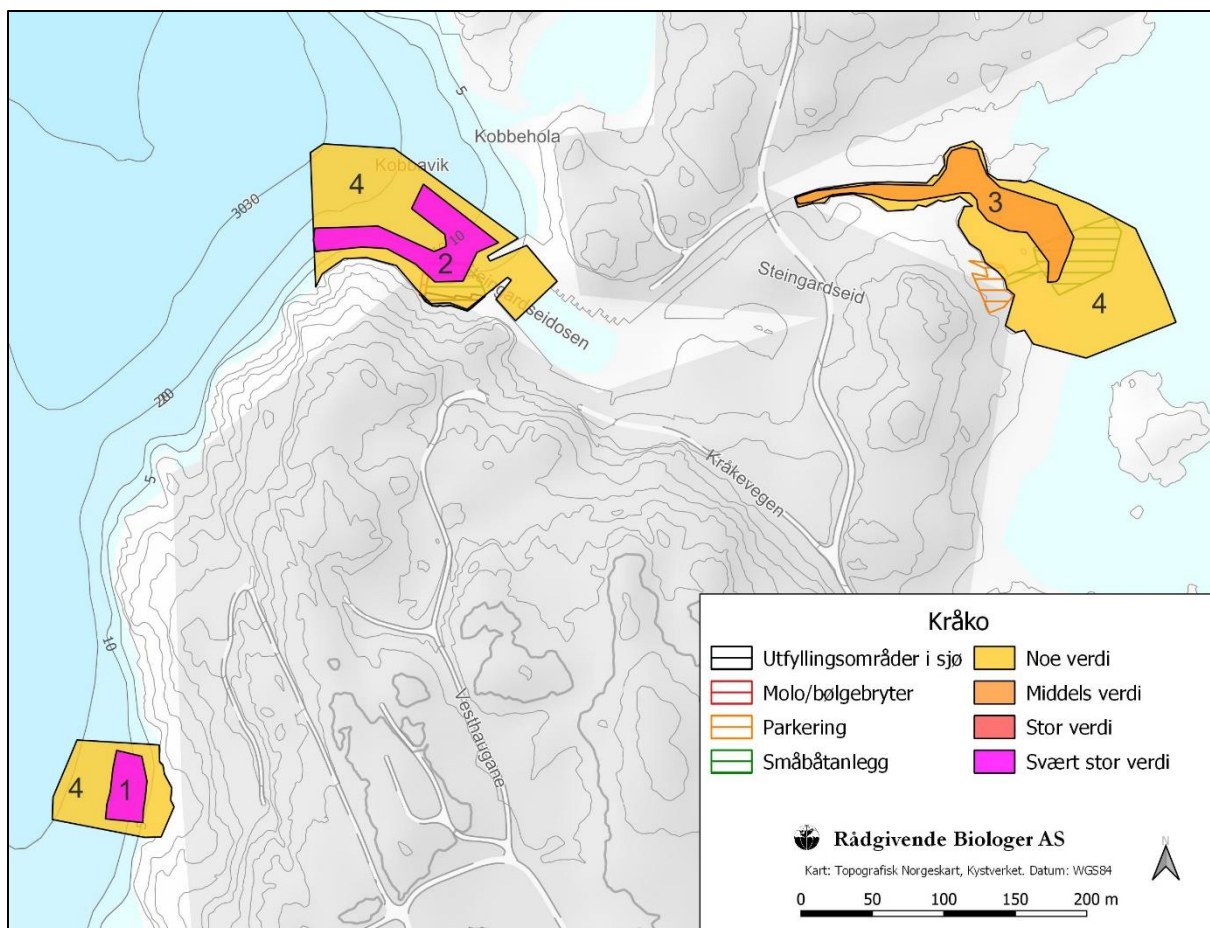 5
Kobbehola
Kobbavik
4
3030
10
2
Steingardseidosen
3
Steingardseid
4
20
5
Kråkevegen
10
Vesthaugane
4
1
5
Kråko
Utfyllingsområder i sjø
Noe verdi
Molo/bølgebryter
Middels verdi
Parkering
Stor verdi
Småbåtanlegg
Svært stor verdi
Rådgivende Biologer AS
N
Kart: Topografisk Norgeskart, Kystverket. Datum: WGS84
0 50 100 150 200 m